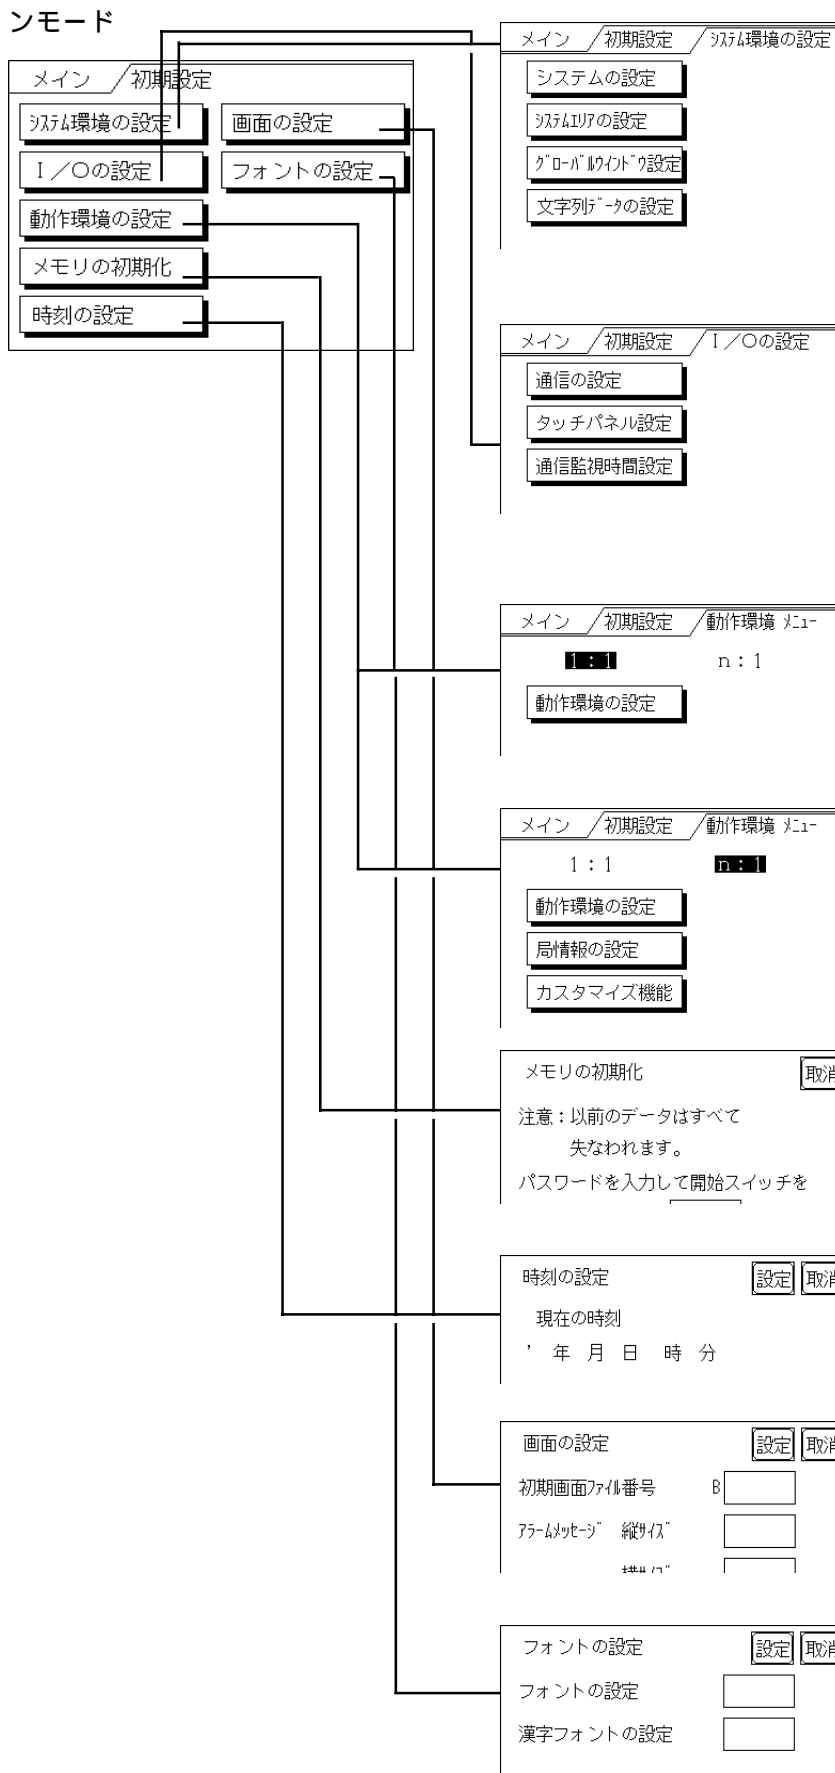 ンモード
メイン 初期設定
システム環境の設定 画面の設定
I/Oの設定 フォントの設定
動作環境の設定
メモリの初期化
時刻の設定
メイン 初期設定 システム環境の設定
システムの設定
システムエリアの設定
グローバルウインドウ設定
文字列データの設定
メイン 初期設定 I/Oの設定
通信の設定
タッチパネル設定
通信監視時間設定
メイン 初期設定 動作環境 メニュー
1:1 n:1
動作環境の設定
メイン 初期設定 動作環境 メニュー
1:1 n:1
動作環境の設定
局情報の設定
カスタマイズ機能
メモリの初期化 取消
注意:以前のデータはすべて
失なわれます。
パスワードを入力して開始スイッチを
時刻の設定 設定 取消
現在の時刻
' 年 月 日 時 分
画面の設定 設定 取消
初期画面ファイル番号 B
アラームメッセージ 縦サイズ
横サイズ
フォントの設定 設定 取消
フォントの設定
漢字フォントの設定